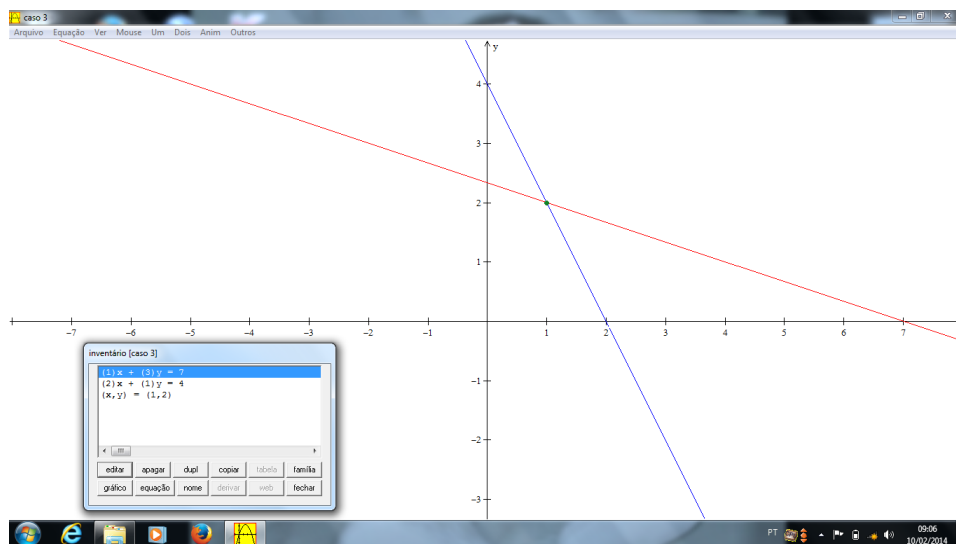 caso 3
Arquivo Equação Ver Mouse Um Dois Anim Outros
y
4
3
2
1
−7 −6 −5 −4 −3 −2 −1 1 2 3 4 5 6 7
−1
−2
−3
inventário [caso 3]
(1)x + (3)y = 7
(2)x + (1)y = 4
(x,y) = (1,2)
editar apagar dupl copiar tabela família
gráfico equação nome derivar web fechar
PT 09:06
10/02/2014